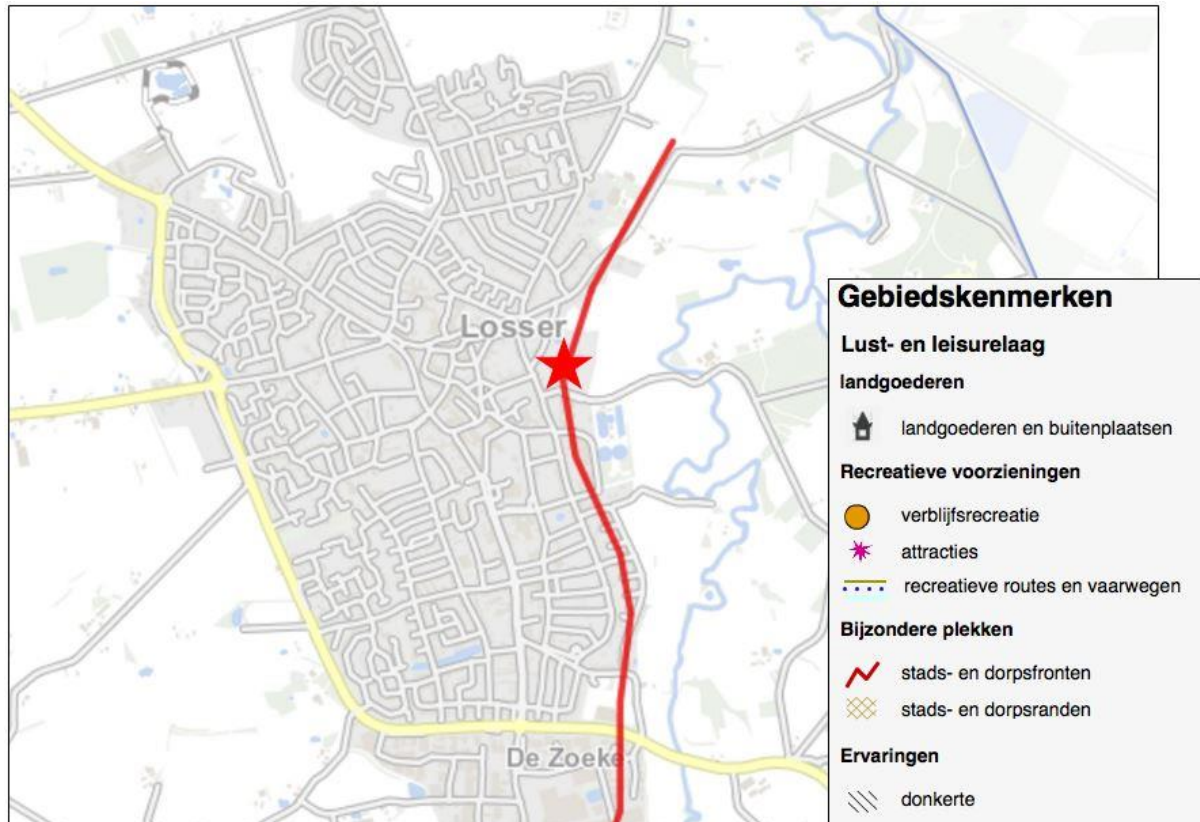 Losser
De Zoeke
Gebiedskenmerken
Lust- en leisurelaag
landgoederen
landgoederen en buitenplaatsen
Recreatieve voorzieningen
verblijfsrecreatie
attracties
recreatieve routes en vaarwegen
Bijzondere plekken
stads- en dorpsfronten
stads- en dorpsranden
Ervaringen
donkerte